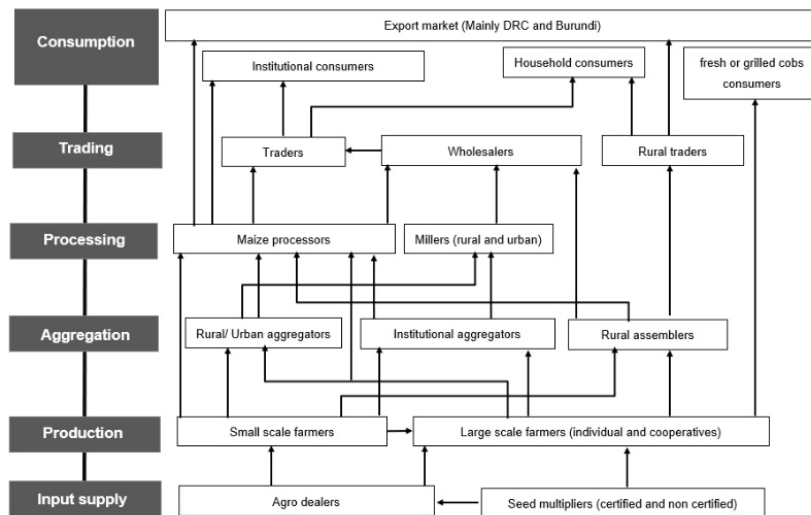 Consumption
Export market (Mainly DRC and Burundi)
Institutional consumers
Household consumers
fresh or grilled cobs
consumers
Trading
Traders
Wholesalers
Rural traders
Processing
Maize processors
Millers (rural and urban)
Aggregation
Rural/ Urban aggregators
Institutional aggregators
Rural assemblers
Production
Small scale farmers
Large scale farmers (individual and cooperatives)
Input supply
Agro dealers
Seed multipliers (certified and non certified)